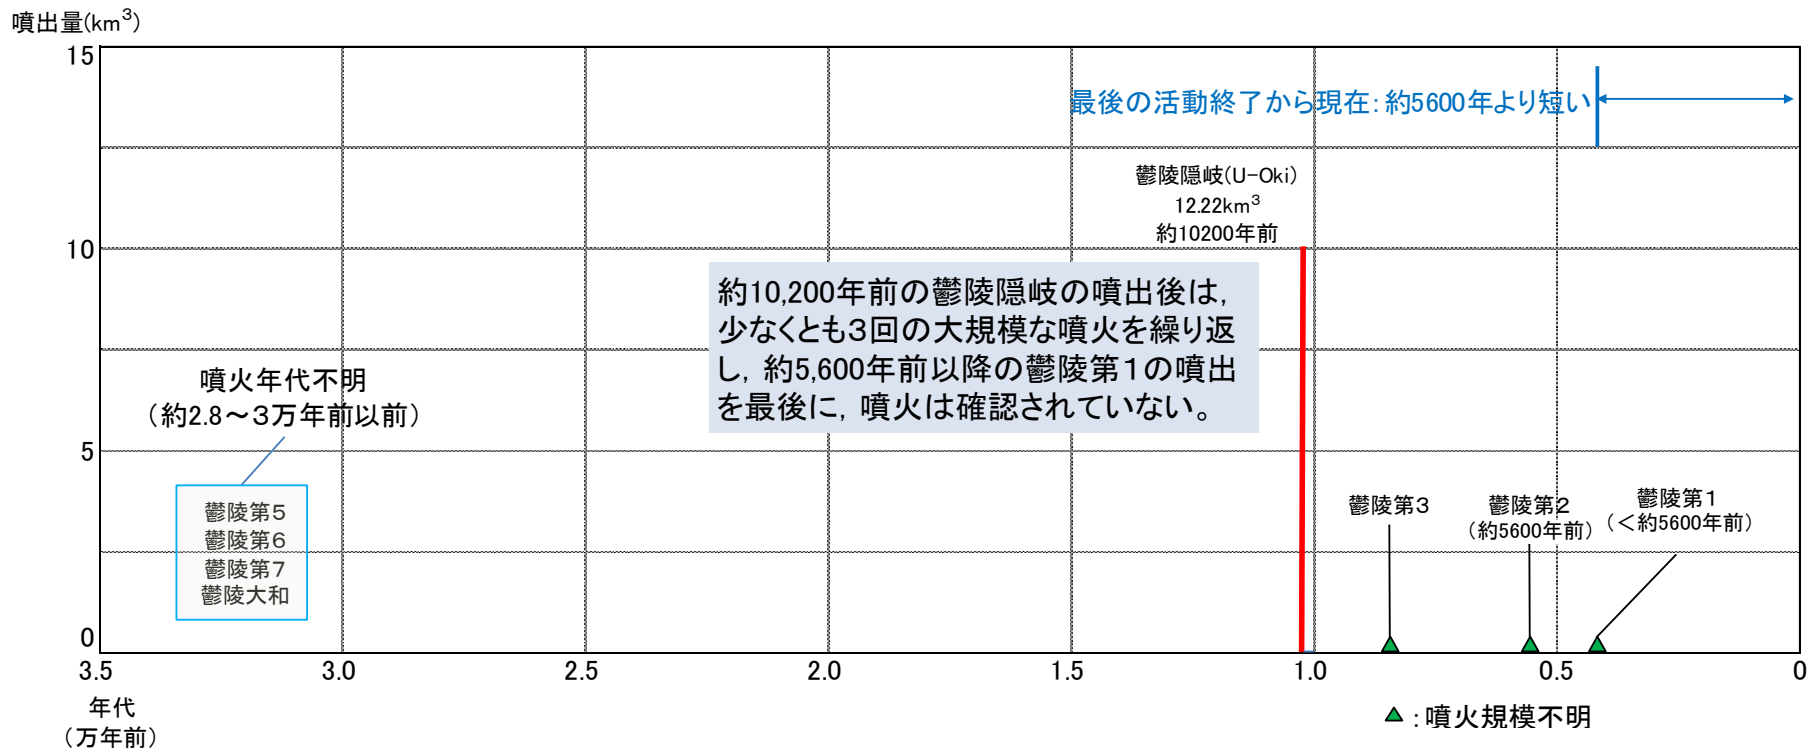 噴出量(km³)
15
10
5
0
最後の活動終了から現在：約5600年より短い
鬱陵隠岐(U-Oki)
12.22km³
約10200年前
約10,200年前の鬱陵隠岐の噴出後は，
少なくとも３回の大規模な噴火を繰り返
し，約5,600年前以降の鬱陵第１の噴出
を最後に，噴火は確認されていない。
噴火年代不明
（約2.8～３万年前以前）
鬱陵第５
鬱陵第６
鬱陵第７
鬱陵大和
鬱陵第３
鬱陵第２
（約5600年前）
鬱陵第１
（＜約5600年前）
3.5
3.0
2.5
2.0
1.5
1.0
0.5
0
年代
（万年前）
▲：噴火規模不明